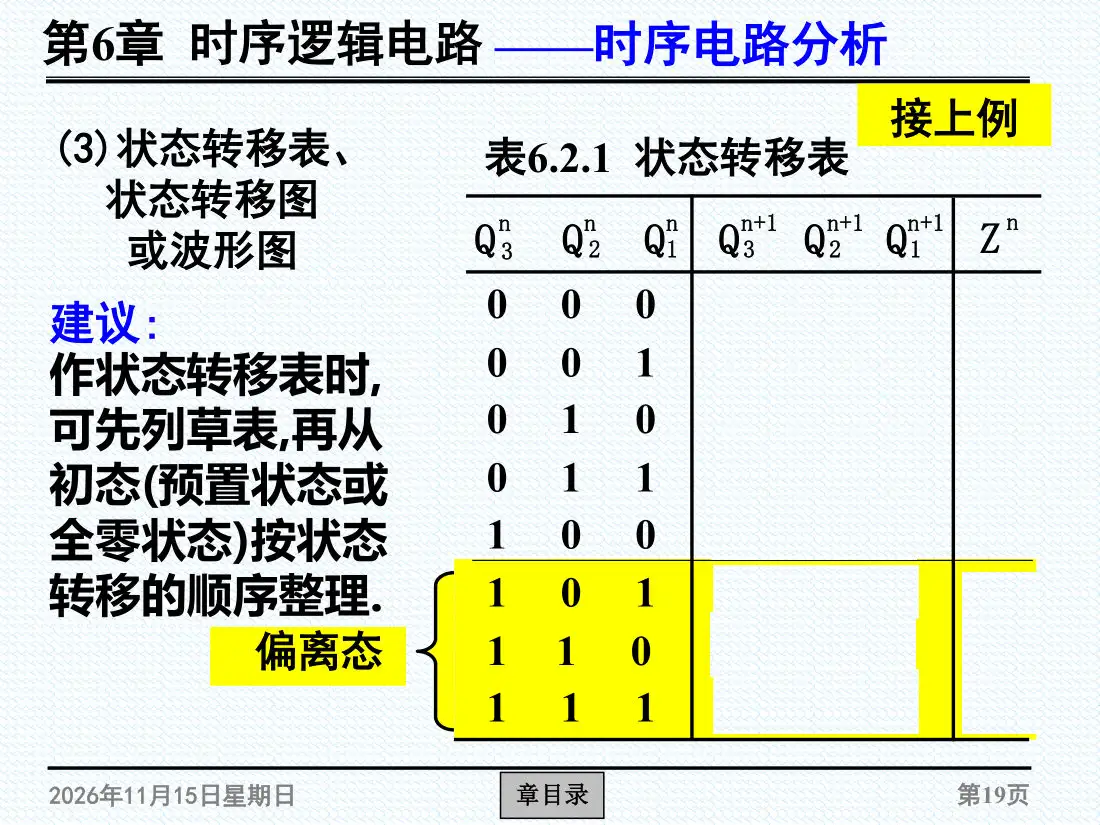 第6章 时序逻辑电路 ——时序电路分析
接上例
(3)状态转移表、
状态转移图
或波形图
建议:
作状态转移表时,
可先列草表,再从
初态(预置状态或
全零状态)按状态
转移的顺序整理.
偏离态
表6.2.1 状态转移表
Q₃ⁿ Q₂ⁿ Q₁ⁿ Q₃ⁿ⁺¹ Q₂ⁿ⁺¹ Q₁ⁿ⁺¹ Zⁿ
0 0 0
0 0 1
0 1 0
0 1 1
1 0 0
1 0 1
1 1 0
1 1 1
2026年11月15日星期日
章目录
第19页